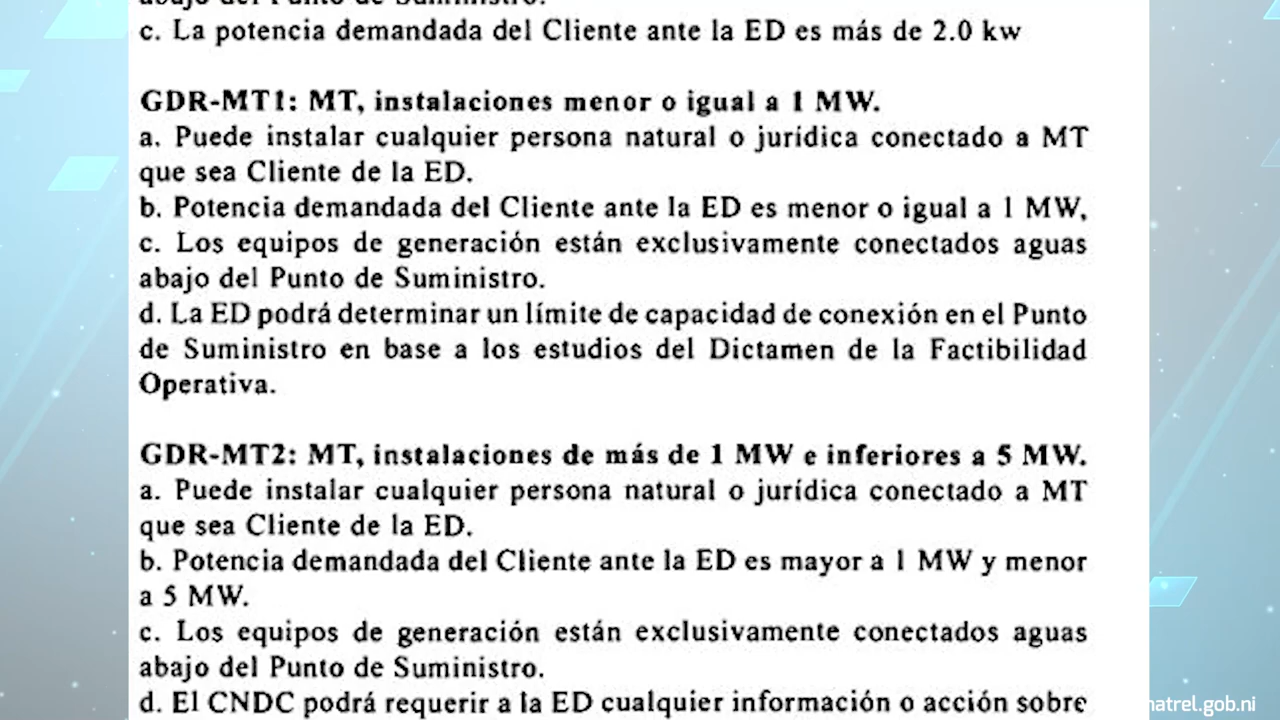 abajo del Punto de Suministro.
c. La potencia demandada del Cliente ante la ED es más de 2.0 kw
GDR-MT1: MT, instalaciones menor o igual a 1 MW.
a. Puede instalar cualquier persona natural o jurídica conectado a MT
que sea Cliente de la ED.
b. Potencia demandada del Cliente ante la ED es menor o igual a 1 MW,
c. Los equipos de generación están exclusivamente conectados aguas
abajo del Punto de Suministro.
d. La ED podrá determinar un límite de capacidad de conexión en el Punto
de Suministro en base a los estudios del Dictamen de la Factibilidad
Operativa.
GDR-MT2: MT, instalaciones de más de 1 MW e inferiores a 5 MW.
a. Puede instalar cualquier persona natural o jurídica conectado a MT
que sea Cliente de la ED.
b. Potencia demandada del Cliente ante la ED es mayor a 1 MW y menor
a 5 MW.
c. Los equipos de generación están exclusivamente conectados aguas
abajo del Punto de Suministro.
d. El CNDC podrá requerir a la ED cualquier información o acción sobre
natrel.gob.ni